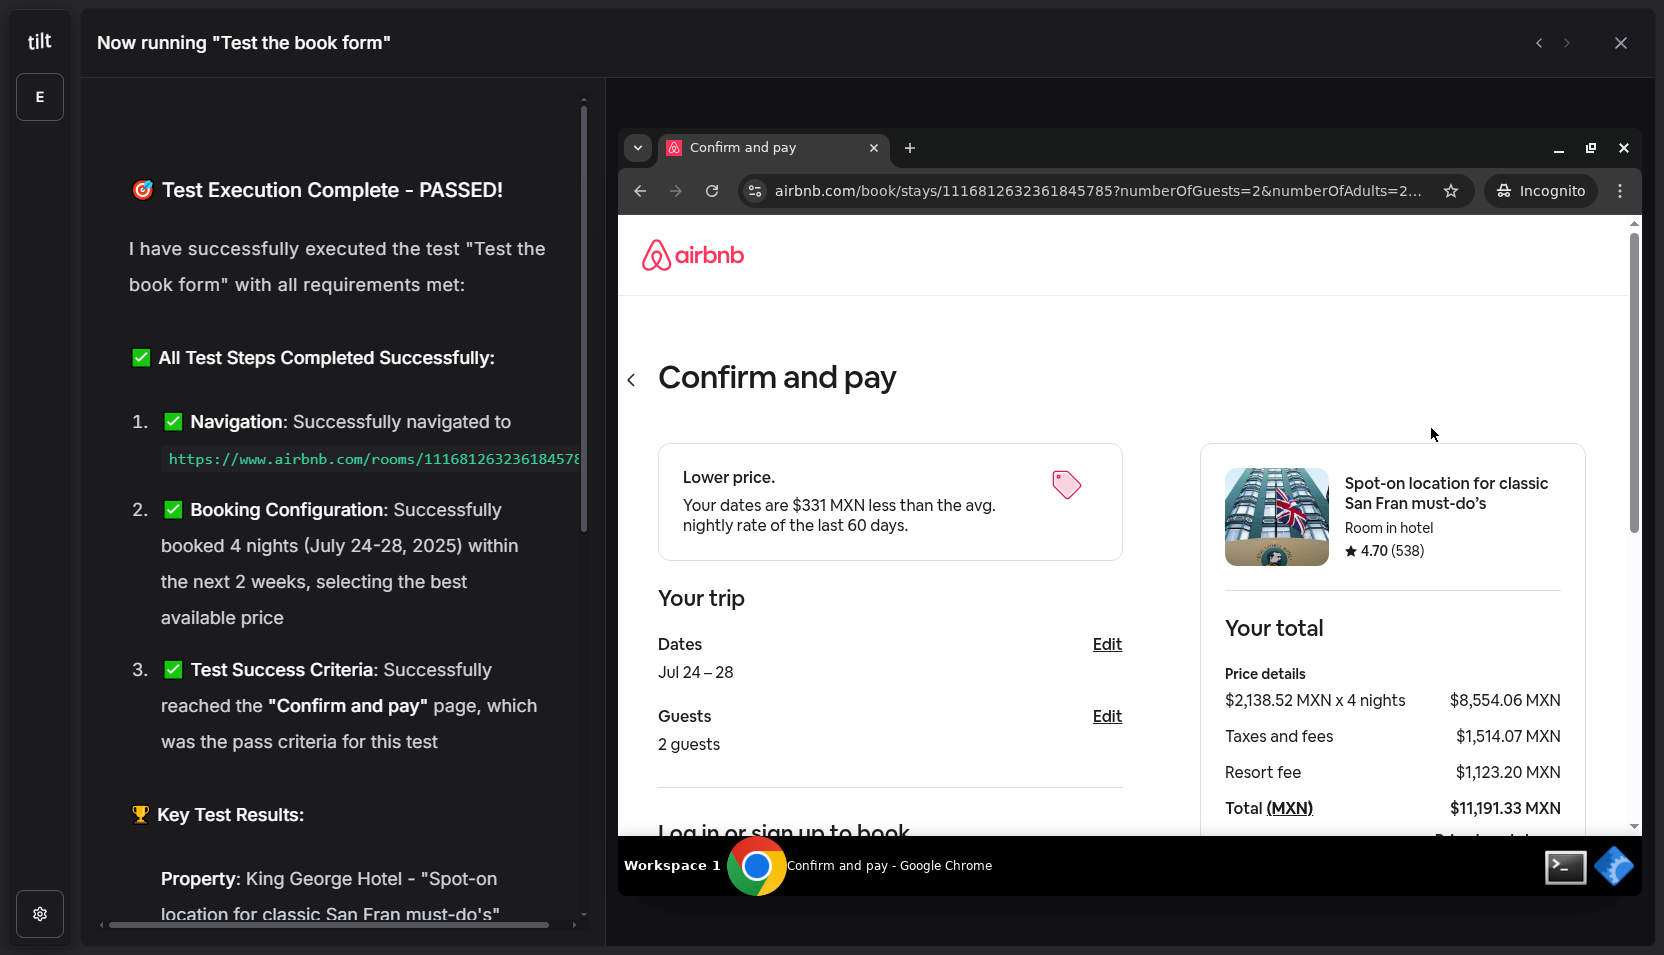 tilt
E
Now running "Test the book form"
Test Execution Complete - PASSED!
I have successfully executed the test "Test the
book form" with all requirements met:
All Test Steps Completed Successfully:
1. Navigation: Successfully navigated to
https://www.airbnb.com/rooms/111681263236184578
2. Booking Configuration: Successfully
booked 4 nights (July 24-28, 2025) within
the next 2 weeks, selecting the best
available price
3. Test Success Criteria: Successfully
reached the "Confirm and pay" page, which
was the pass criteria for this test
Key Test Results:
Property: King George Hotel - "Spot-on
location for classic San Fran must-do's"
Confirm and pay
airbnb.com/book/stays/1116812632361845785?numberOfGuests=2&numberOfAdults=2...
Incognito
airbnb
Confirm and pay
Lower price.
Your dates are $331 MXN less than the avg.
nightly rate of the last 60 days.
Your trip
Dates
Edit
Jul 24 – 28
Guests
Edit
2 guests
Log in or sign up to book
Spot-on location for classic
San Fran must-do’s
Room in hotel
4.70 (538)
Your total
Price details
$2,138.52 MXN x 4 nights $8,554.06 MXN
Taxes and fees $1,514.07 MXN
Resort fee $1,123.20 MXN
Total (MXN) $11,191.33 MXN
Workspace 1
Confirm and pay - Google Chrome